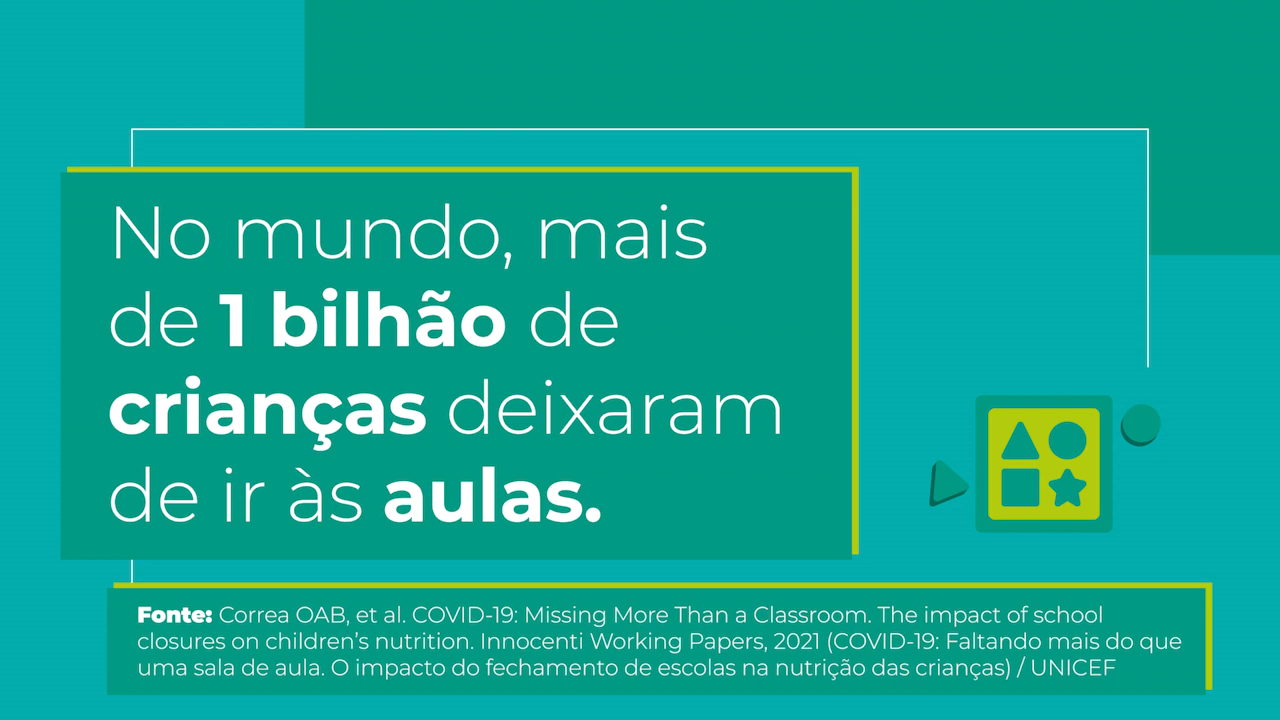 No mundo, mais
de 1 bilhão de
crianças deixaram
de ir às aulas.
Fonte: Correa OAB, et al. COVID-19: Missing More Than a Classroom. The impact of school
closures on children’s nutrition. Innocenti Working Papers, 2021 (COVID-19: Faltando mais do que
uma sala de aula. O impacto do fechamento de escolas na nutrição das crianças) / UNICEF